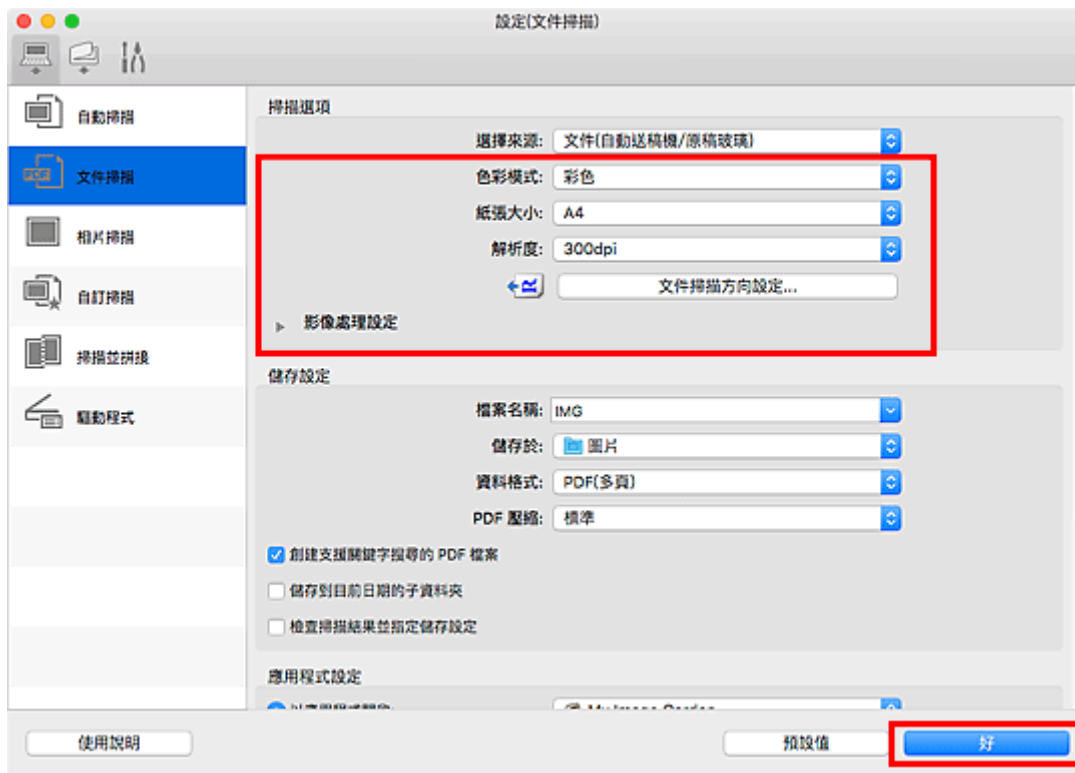 設定(文件掃描)
自動掃描
PDF 文件掃描
相片掃描
自訂掃描
掃描並拼接
驅動程式
掃描選項
選擇來源: 文件(自動送稿機/原稿玻璃)
色彩模式: 彩色
紙張大小: A4
解析度: 300dpi
文件掃描方向設定...
影像處理設定
儲存設定
檔案名稱: IMG
儲存於: 圖片
資料格式: PDF(多頁)
PDF 壓縮: 標準
創建支援關鍵字搜尋的 PDF 檔案
儲存到目前日期的子資料夾
檢查掃描結果並指定儲存設定
應用程式設定
My Image Garden
使用說明 預設值 好